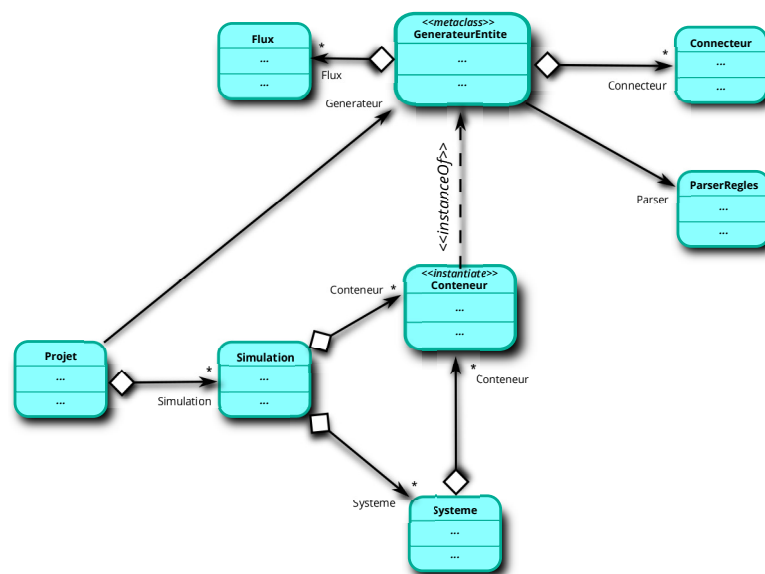 <<metaclass>>
GenerateurEntite
...
...
Flux
...
...
*
Flux
Connecteur
...
...
*
Connecteur
Generateur
<<instanceOf>>
ParserRegles
...
...
Parser
<<instantiate>>
Conteneur
...
...
Conteneur *
Projet
...
...
*
Simulation
Simulation
...
...
*
Conteneur
*
Systeme
Systeme
...
...